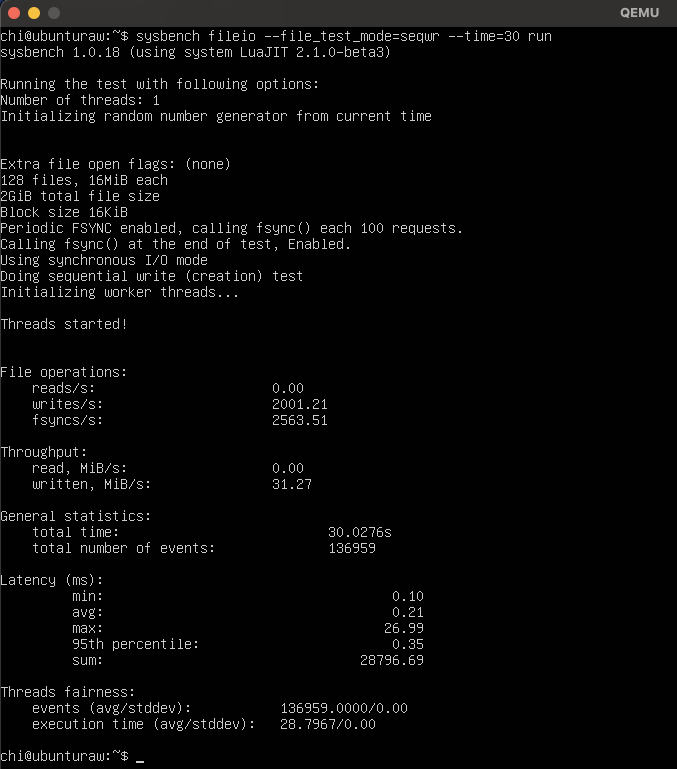 QEMU
chi@ubunturaw:~$ sysbench fileio --file_test_mode=seqwr --time=30 run
sysbench 1.0.18 (using system LuaJIT 2.1.0-beta3)
Running the test with following options:
Number of threads: 1
Initializing random number generator from current time
Extra file open flags: (none)
128 files, 16MiB each
2GiB total file size
Block size 16KiB
Periodic FSYNC enabled, calling fsync() each 100 requests.
Calling fsync() at the end of test, Enabled.
Using synchronous I/O mode
Doing sequential write (creation) test
Initializing worker threads...
Threads started!
File operations:
reads/s: 0.00
writes/s: 2001.21
fsyncs/s: 2563.51
Throughput:
read, MiB/s: 0.00
written, MiB/s: 31.27
General statistics:
total time: 30.0276s
total number of events: 136959
Latency (ms):
min: 0.10
avg: 0.21
max: 26.99
95th percentile: 0.35
sum: 28796.69
Threads fairness:
events (avg/stddev): 136959.0000/0.00
execution time (avg/stddev): 28.7967/0.00
chi@ubunturaw:~$ _